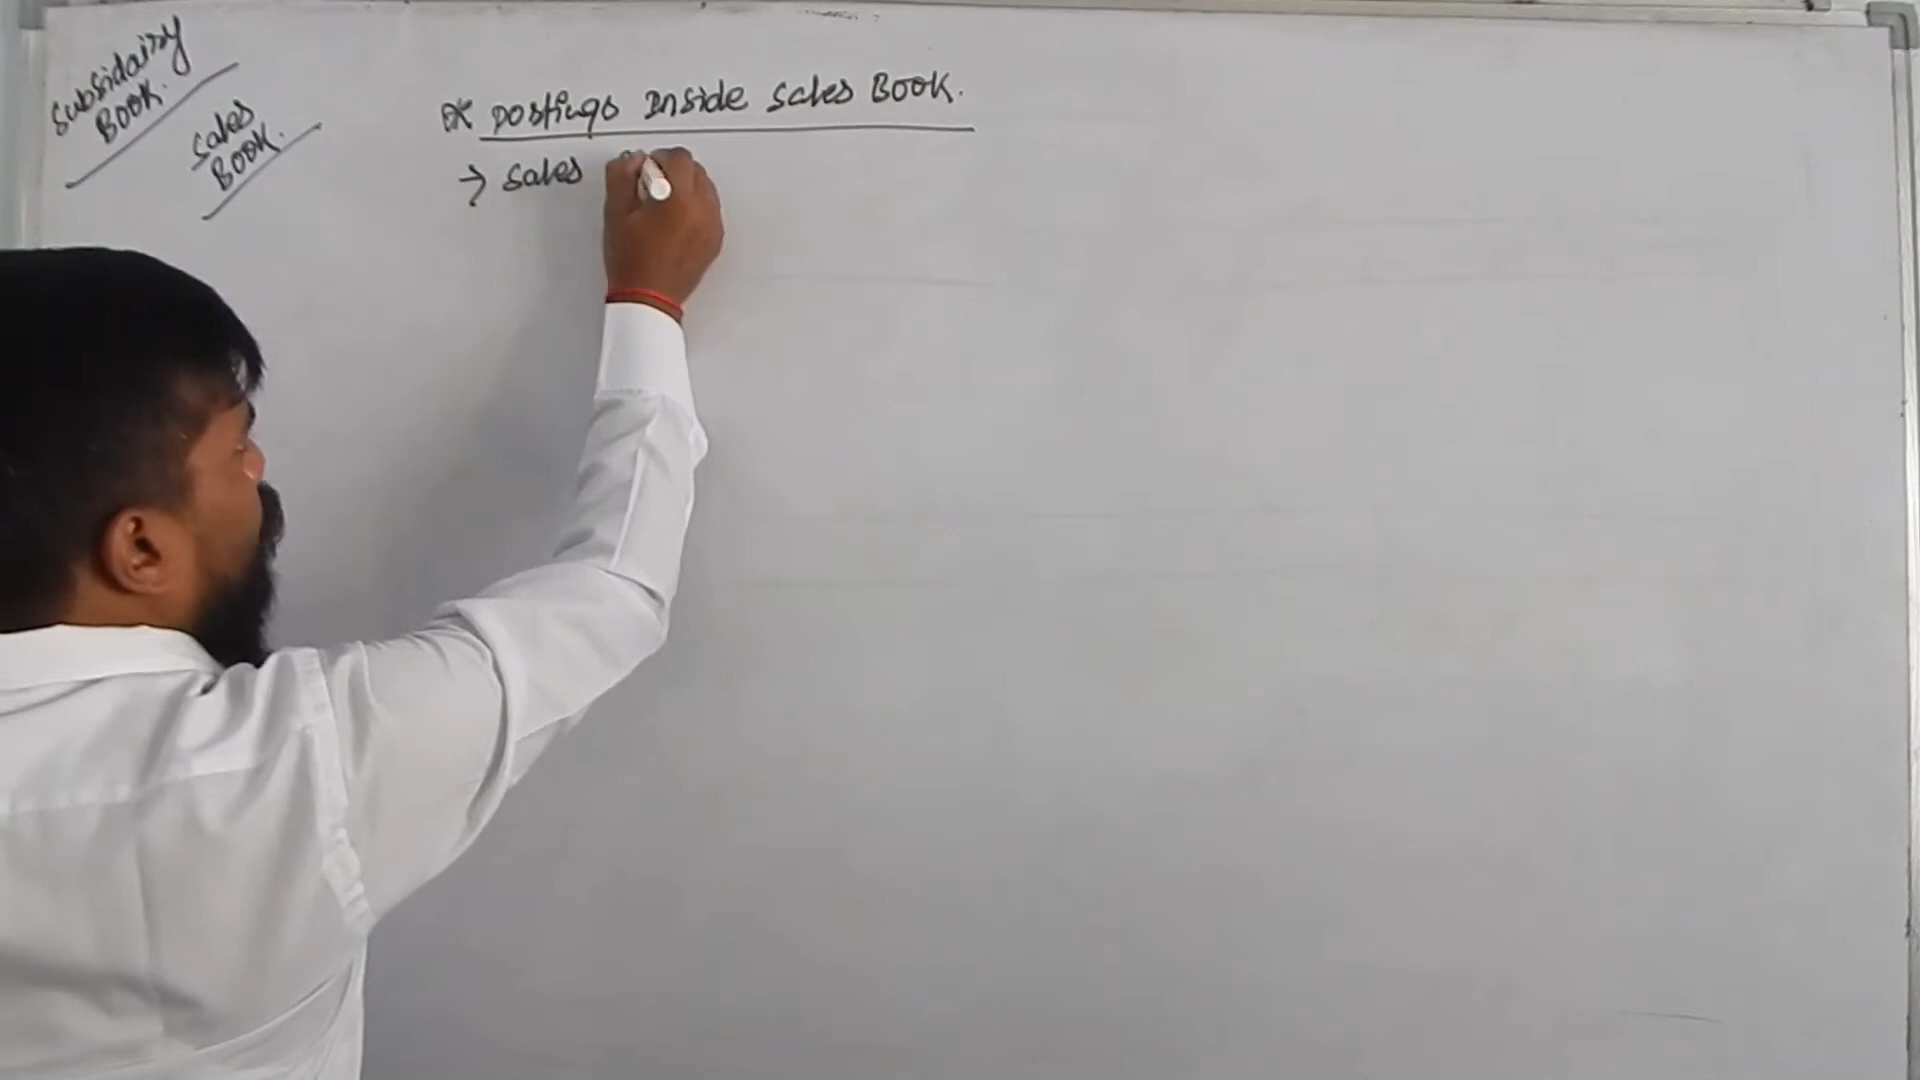 Subsidairy
Book.
Sales
Book.
* Postings Inside Sales Book.
→ Sales